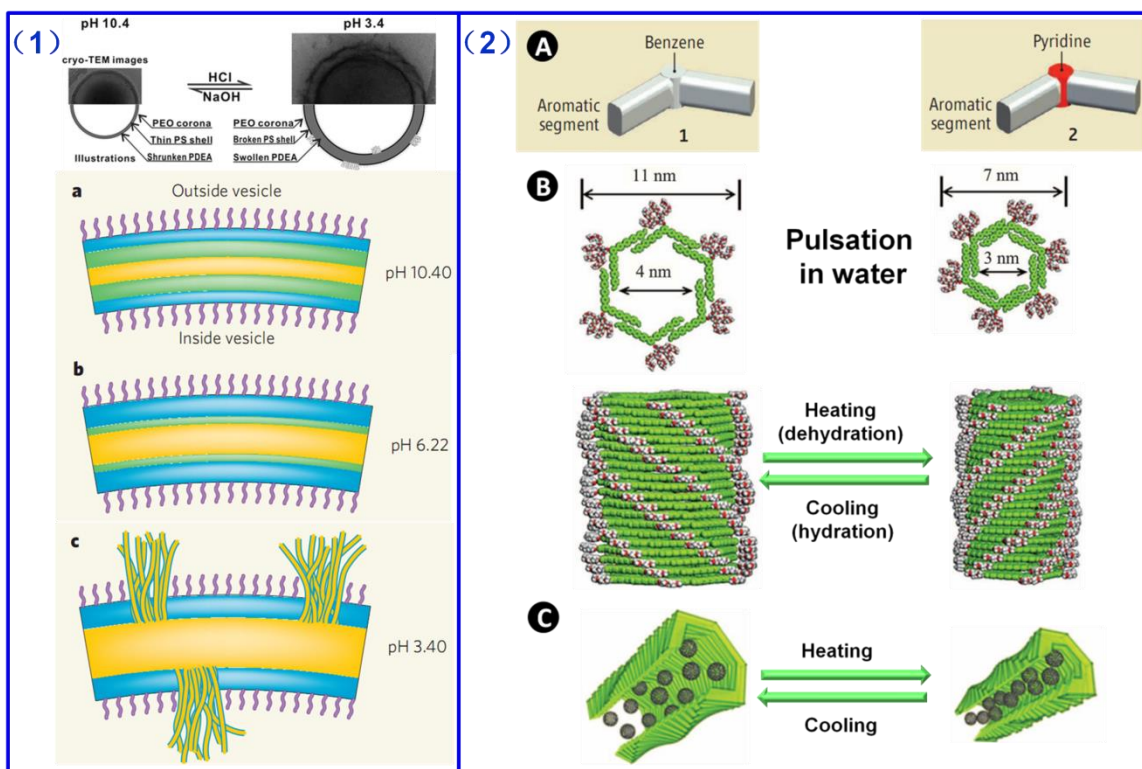 (1)
pH 10.4
pH 3.4
cryo-TEM images
HCl
NaOH
PEO corona
Thin PS shell
Shrunken PDEA
PEO corona
Broken PS shell
Swollen PDEA
Illustrations
a
Outside vesicle
pH 10.40
Inside vesicle
b
pH 6.22
c
pH 3.40
(2)
A
Benzene
Aromatic
segment
1
Pyridine
Aromatic
segment
2
B
11 nm
4 nm
Pulsation
in water
7 nm
3 nm
Heating
(dehydration)
Cooling
(hydration)
C
Heating
Cooling